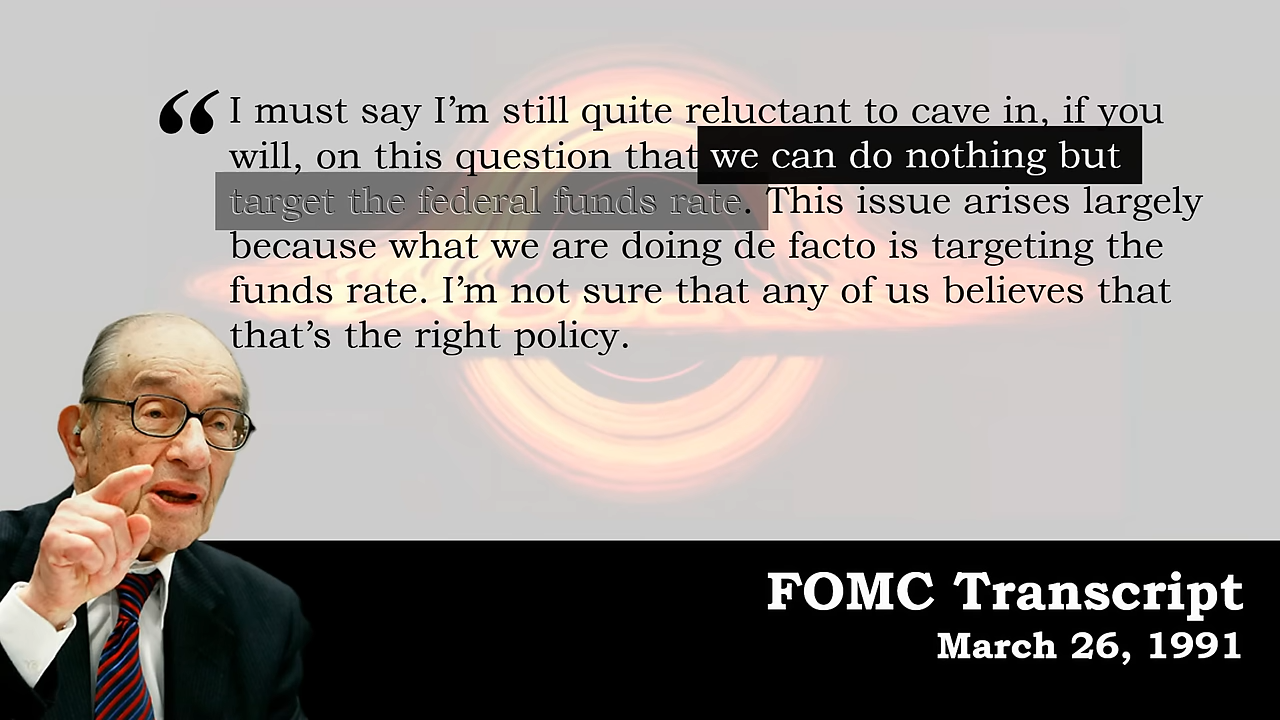 “I must say I’m still quite reluctant to cave in, if you
will, on this question that we can do nothing but
target the federal funds rate. This issue arises largely
because what we are doing de facto is targeting the
funds rate. I’m not sure that any of us believes that
that’s the right policy.
FOMC Transcript
March 26, 1991